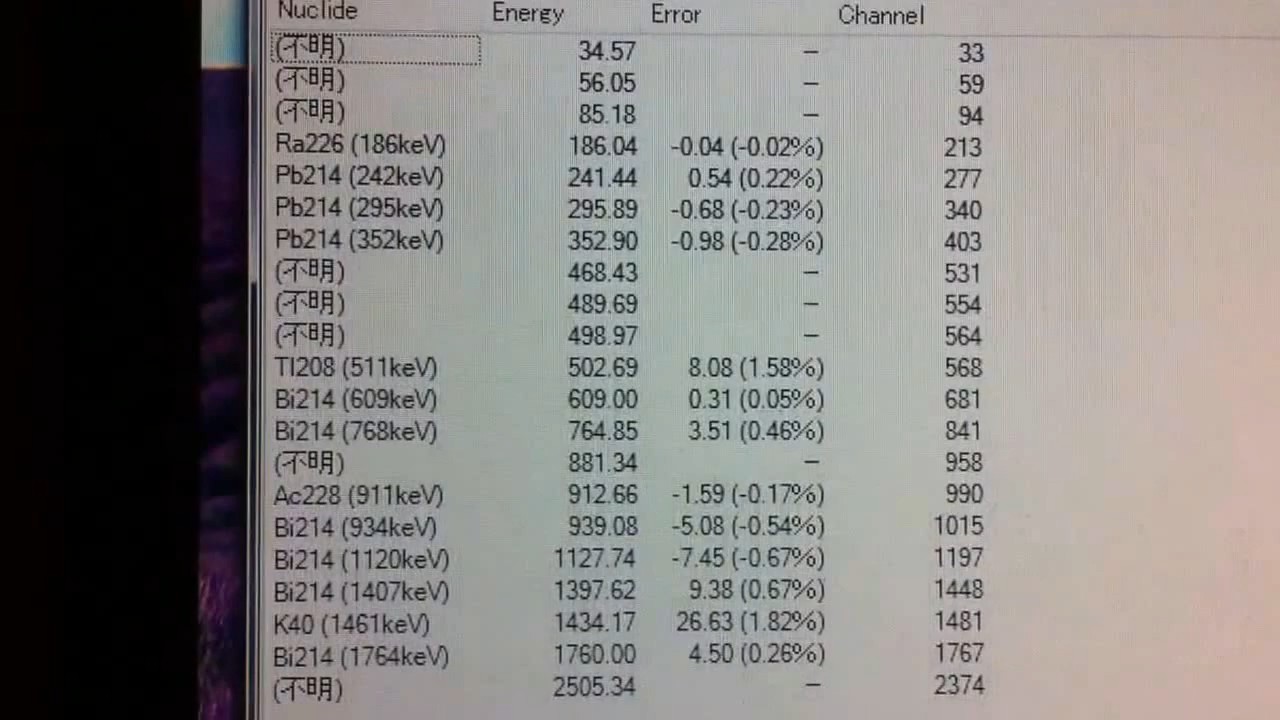 Nuclide Energy Error Channel
(不明) 34.57 — 33
(不明) 56.05 — 59
(不明) 85.18 — 94
Ra226 (186keV) 186.04 -0.04 (-0.02%) 213
Pb214 (242keV) 241.44 0.54 (0.22%) 277
Pb214 (295keV) 295.89 -0.68 (-0.23%) 340
Pb214 (352keV) 352.90 -0.98 (-0.28%) 403
(不明) 468.43 — 531
(不明) 489.69 — 554
(不明) 498.97 — 564
Tl208 (511keV) 502.69 8.08 (1.58%) 568
Bi214 (609keV) 609.00 0.31 (0.05%) 681
Bi214 (768keV) 764.85 3.51 (0.46%) 841
(不明) 881.34 — 958
Ac228 (911keV) 912.66 -1.59 (-0.17%) 990
Bi214 (934keV) 939.08 -5.08 (-0.54%) 1015
Bi214 (1120keV) 1127.74 -7.45 (-0.67%) 1197
Bi214 (1407keV) 1397.62 9.38 (0.67%) 1448
K40 (1461keV) 1434.17 26.63 (1.82%) 1481
Bi214 (1764keV) 1760.00 4.50 (0.26%) 1767
(不明) 2505.34 — 2374